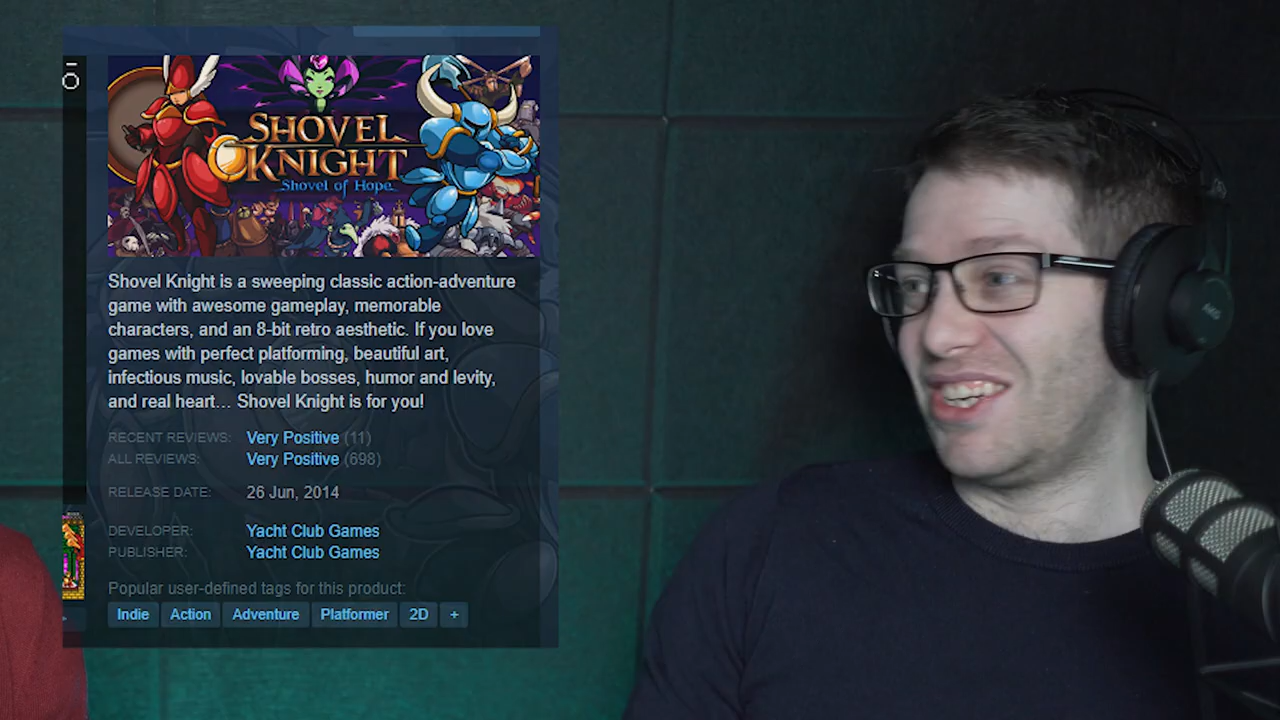 SHOVEL
KNIGHT
Shovel of Hope
Shovel Knight is a sweeping classic action-adventure
game with awesome gameplay, memorable
characters, and an 8-bit retro aesthetic. If you love
games with perfect platforming, beautiful art,
infectious music, lovable bosses, humor and levity,
and real heart... Shovel Knight is for you!
RECENT REVIEWS: Very Positive (11)
ALL REVIEWS: Very Positive (698)
RELEASE DATE: 26 Jun, 2014
DEVELOPER: Yacht Club Games
PUBLISHER: Yacht Club Games
Popular user-defined tags for this product:
Indie Action Adventure Platformer 2D +
AKG